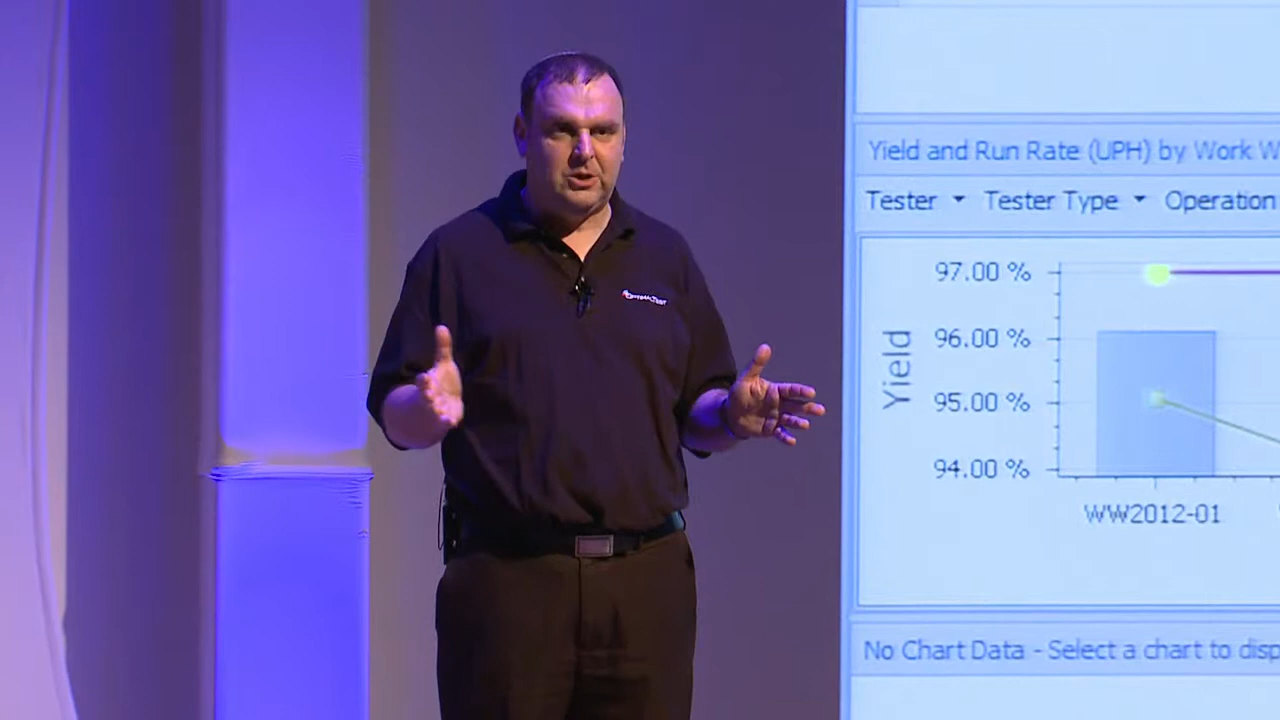 OptimalTest
Yield and Run Rate (UPH) by Work W
Tester Tester Type Operation
97.00 %
96.00 %
95.00 %
94.00 %
Yield
WW2012-01
No Chart Data - Select a chart to disp